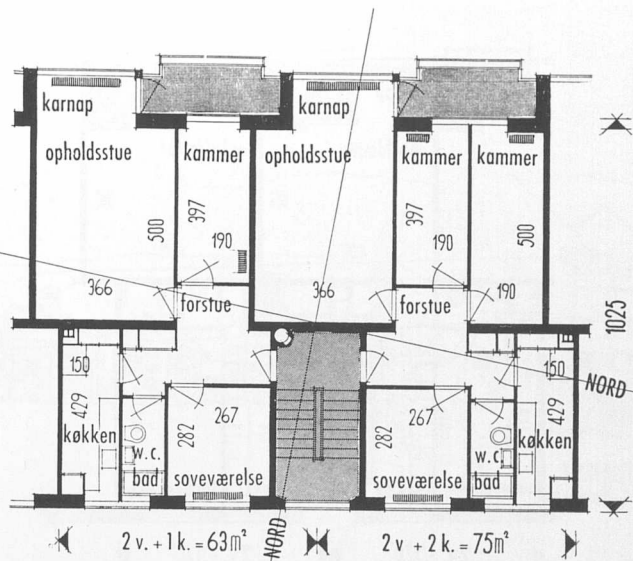 karnap
karnap
opholdsstue
kammer
opholdsstue
kammer
kammer
397
397
500
500
190
190
190
366
366
forstue
forstue
1025
150
150
NORD
429
267
267
429
282
282
køkken
w.c.
w.c.
køkken
bad
soveværelse
soveværelse
bad
2 v. + 1 k. = 63 m²
NORD
2 v + 2 k. = 75 m²